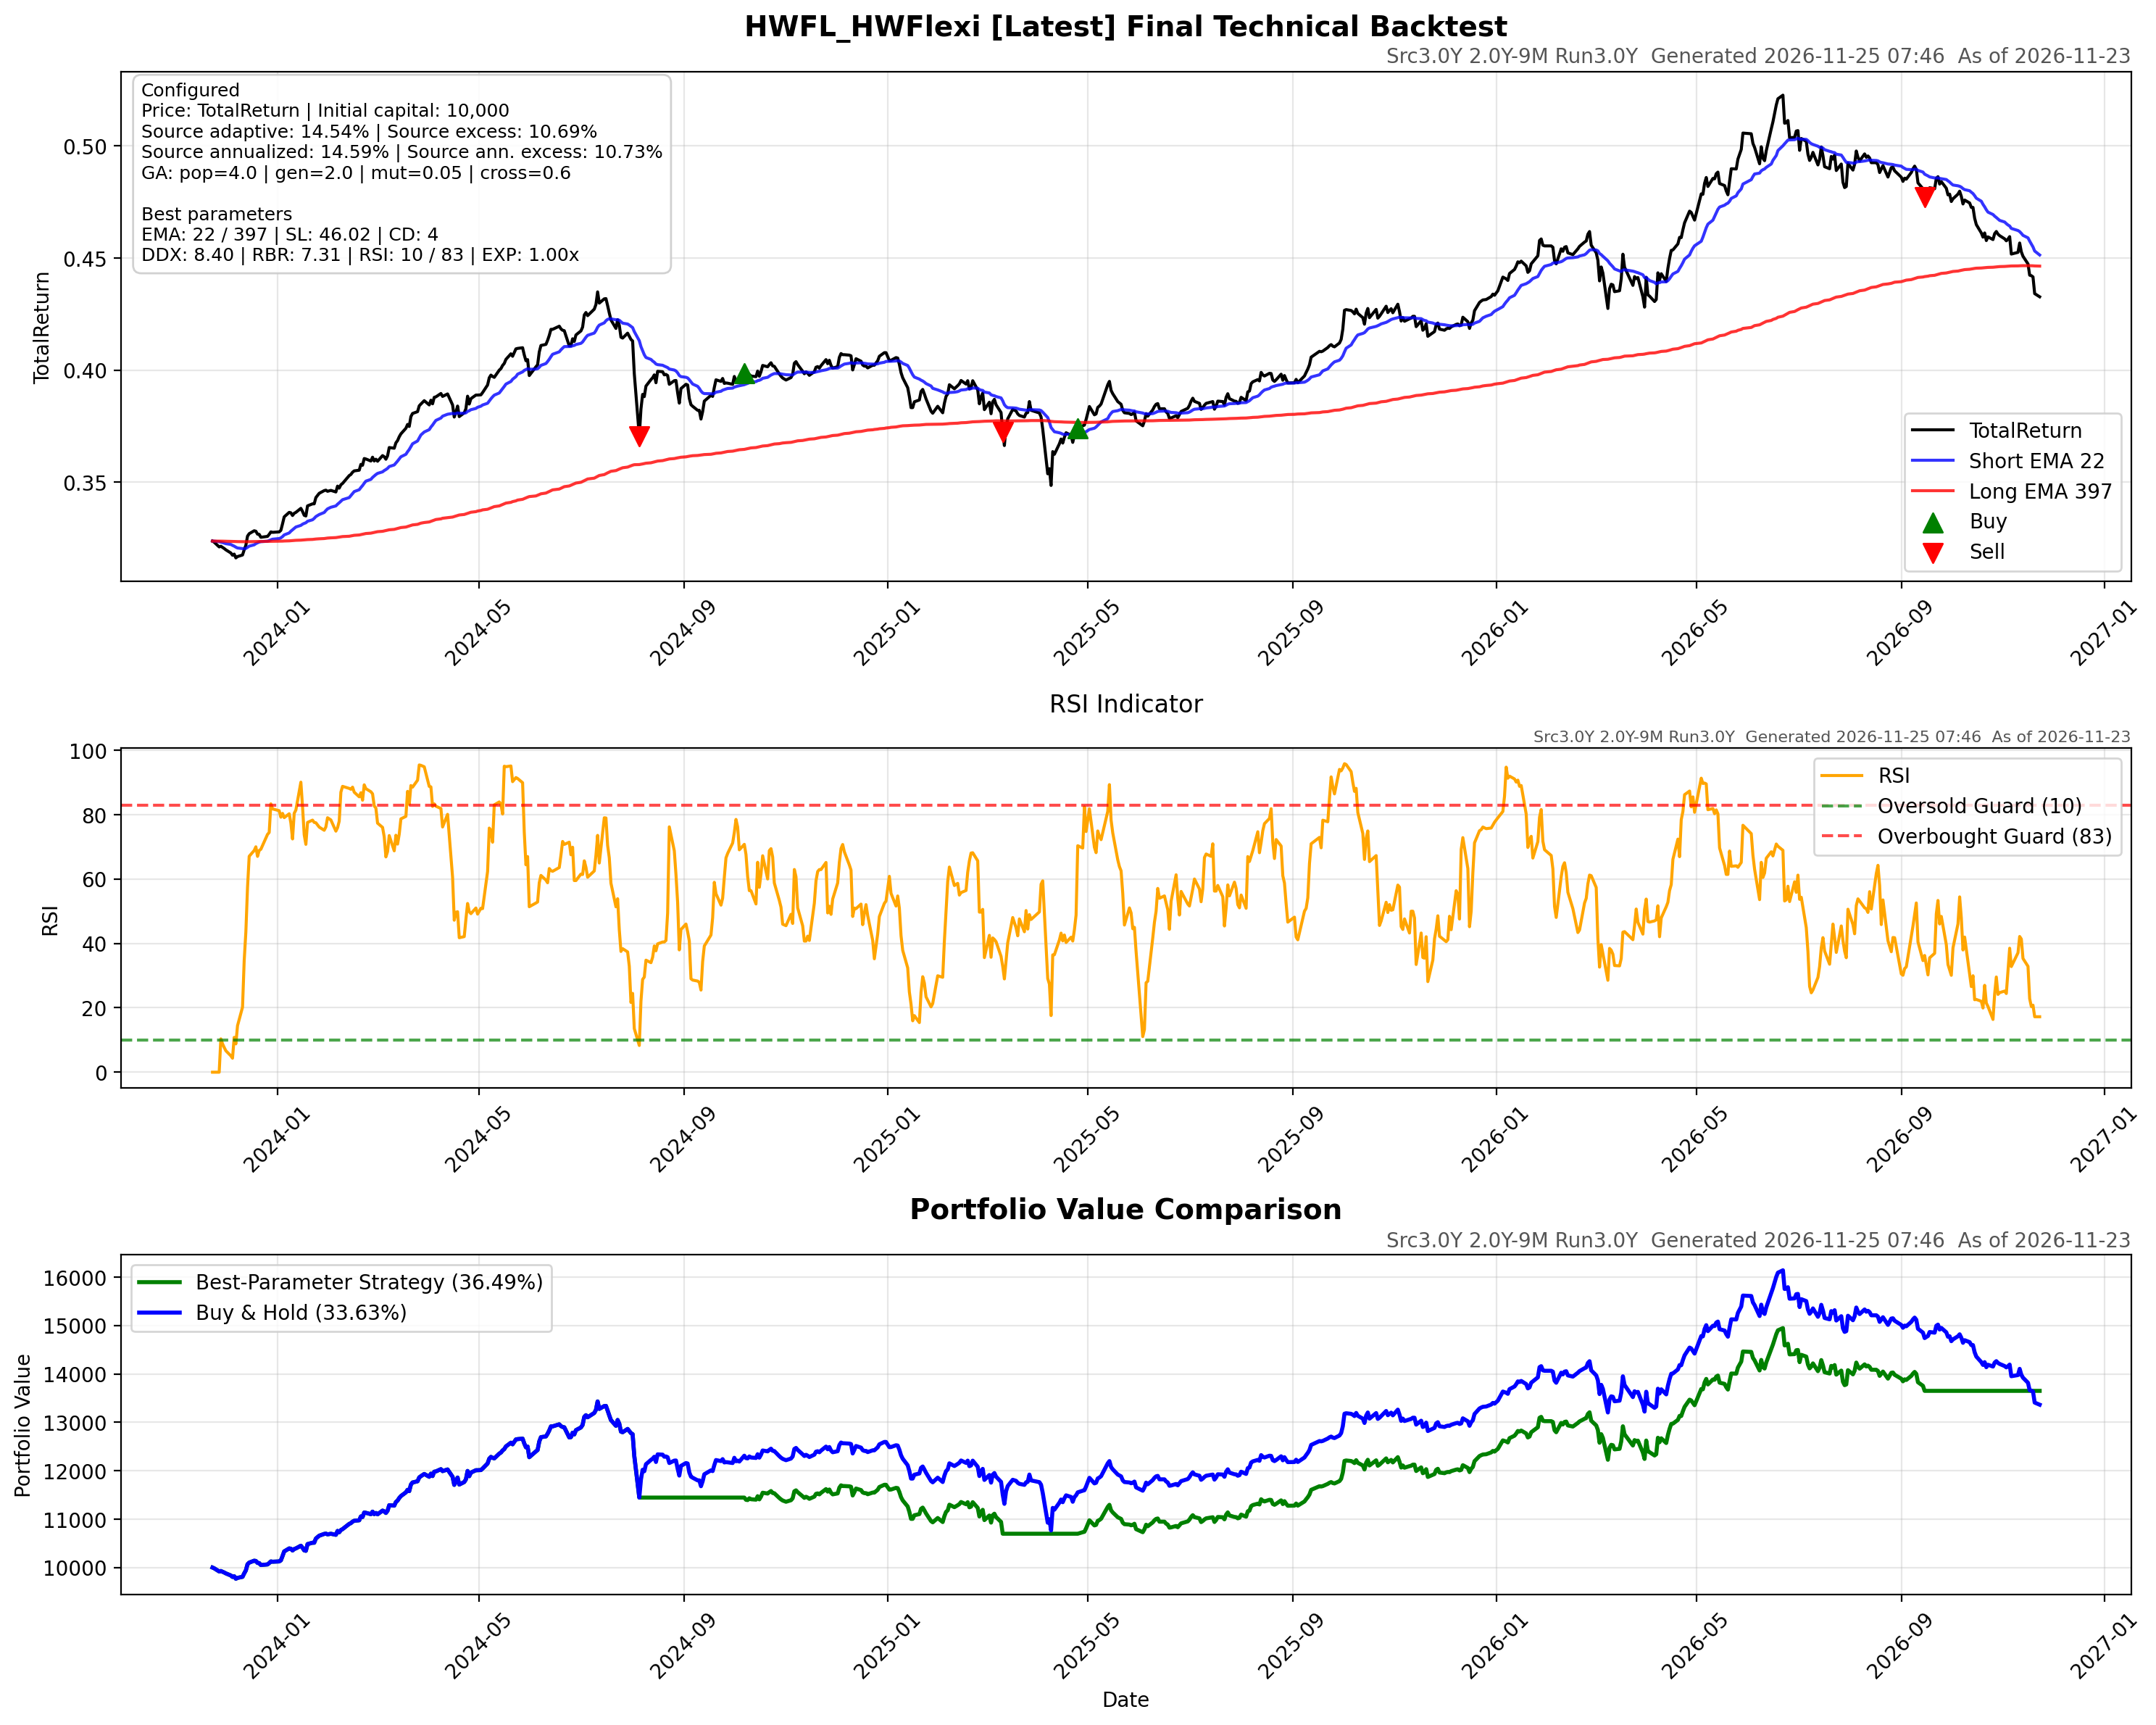 HWFL_HWFlexi [Latest] Final Technical Backtest
Src3.0Y 2.0Y-9M Run3.0Y  Generated 2026-11-25 07:46  As of 2026-11-23
Configured
Price: TotalReturn | Initial capital: 10,000
Source adaptive: 14.54% | Source excess: 10.69%
Source annualized: 14.59% | Source ann. excess: 10.73%
GA: pop=4.0 | gen=2.0 | mut=0.05 | cross=0.6
Best parameters
EMA: 22 / 397 | SL: 46.02 | CD: 4
DDX: 8.40 | RBR: 7.31 | RSI: 10 / 83 | EXP: 1.00x
TotalReturn
0.50
0.45
0.40
0.35
TotalReturn
Short EMA 22
Long EMA 397
Buy
Sell
2024-01
2024-05
2024-09
2025-01
2025-05
2025-09
2026-01
2026-05
2026-09
2027-01
RSI Indicator
Src3.0Y 2.0Y-9M Run3.0Y  Generated 2026-11-25 07:46  As of 2026-11-23
RSI
100
80
60
40
20
0
RSI
Oversold Guard (10)
Overbought Guard (83)
2024-01
2024-05
2024-09
2025-01
2025-05
2025-09
2026-01
2026-05
2026-09
2027-01
Portfolio Value Comparison
Src3.0Y 2.0Y-9M Run3.0Y  Generated 2026-11-25 07:46  As of 2026-11-23
Portfolio Value
16000
15000
14000
13000
12000
11000
10000
Best-Parameter Strategy (36.49%)
Buy & Hold (33.63%)
2024-01
2024-05
2024-09
2025-01
2025-05
2025-09
2026-01
2026-05
2026-09
2027-01
Date